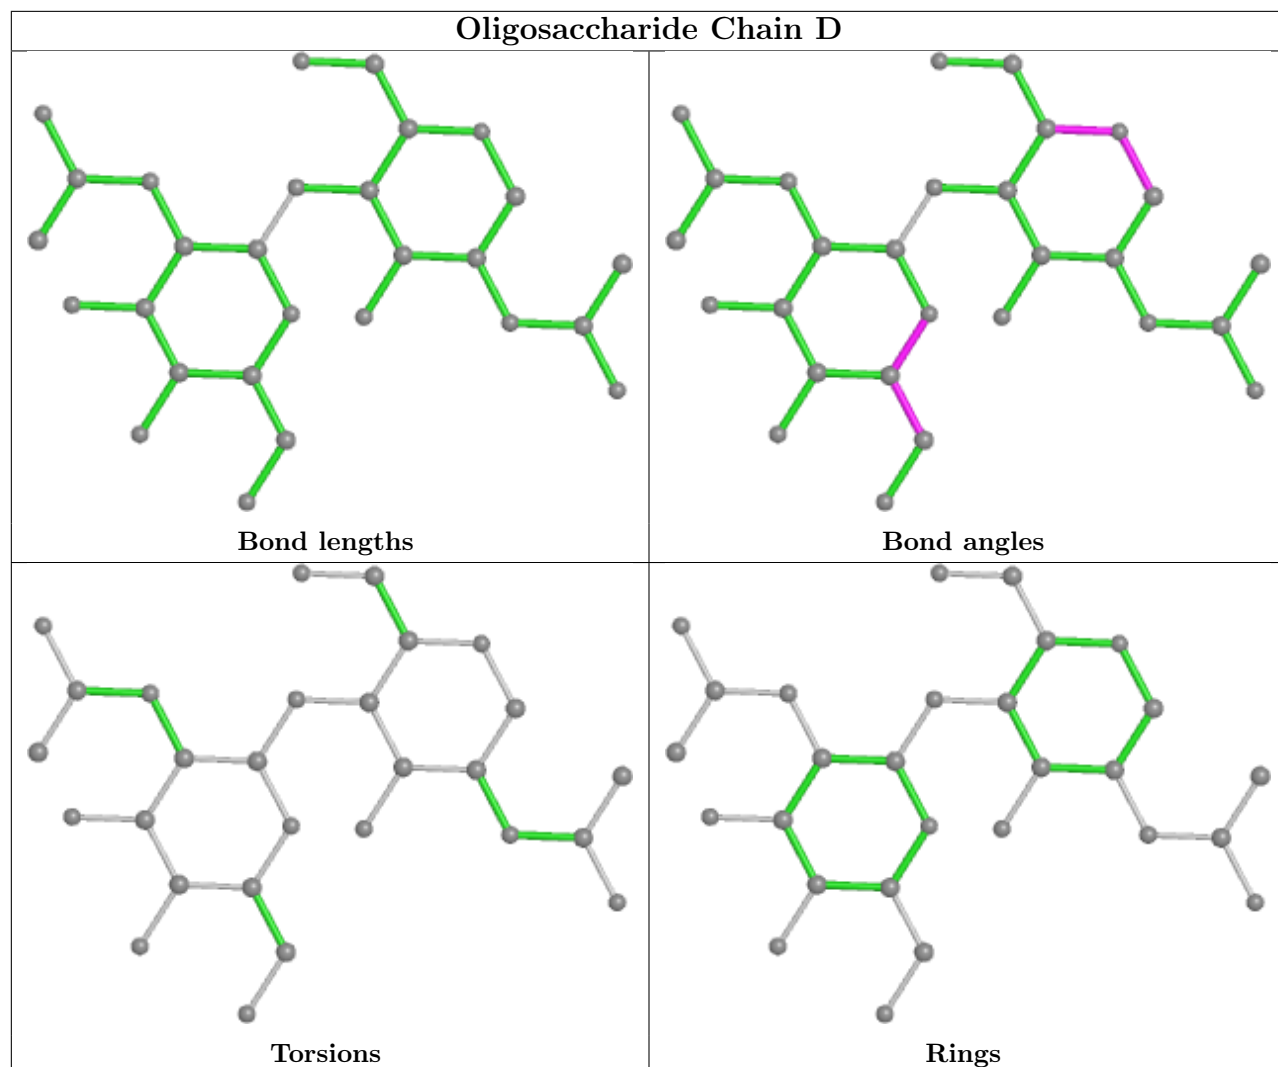 Oligosaccharide Chain D
Bond lengths
Bond angles
Torsions
Rings